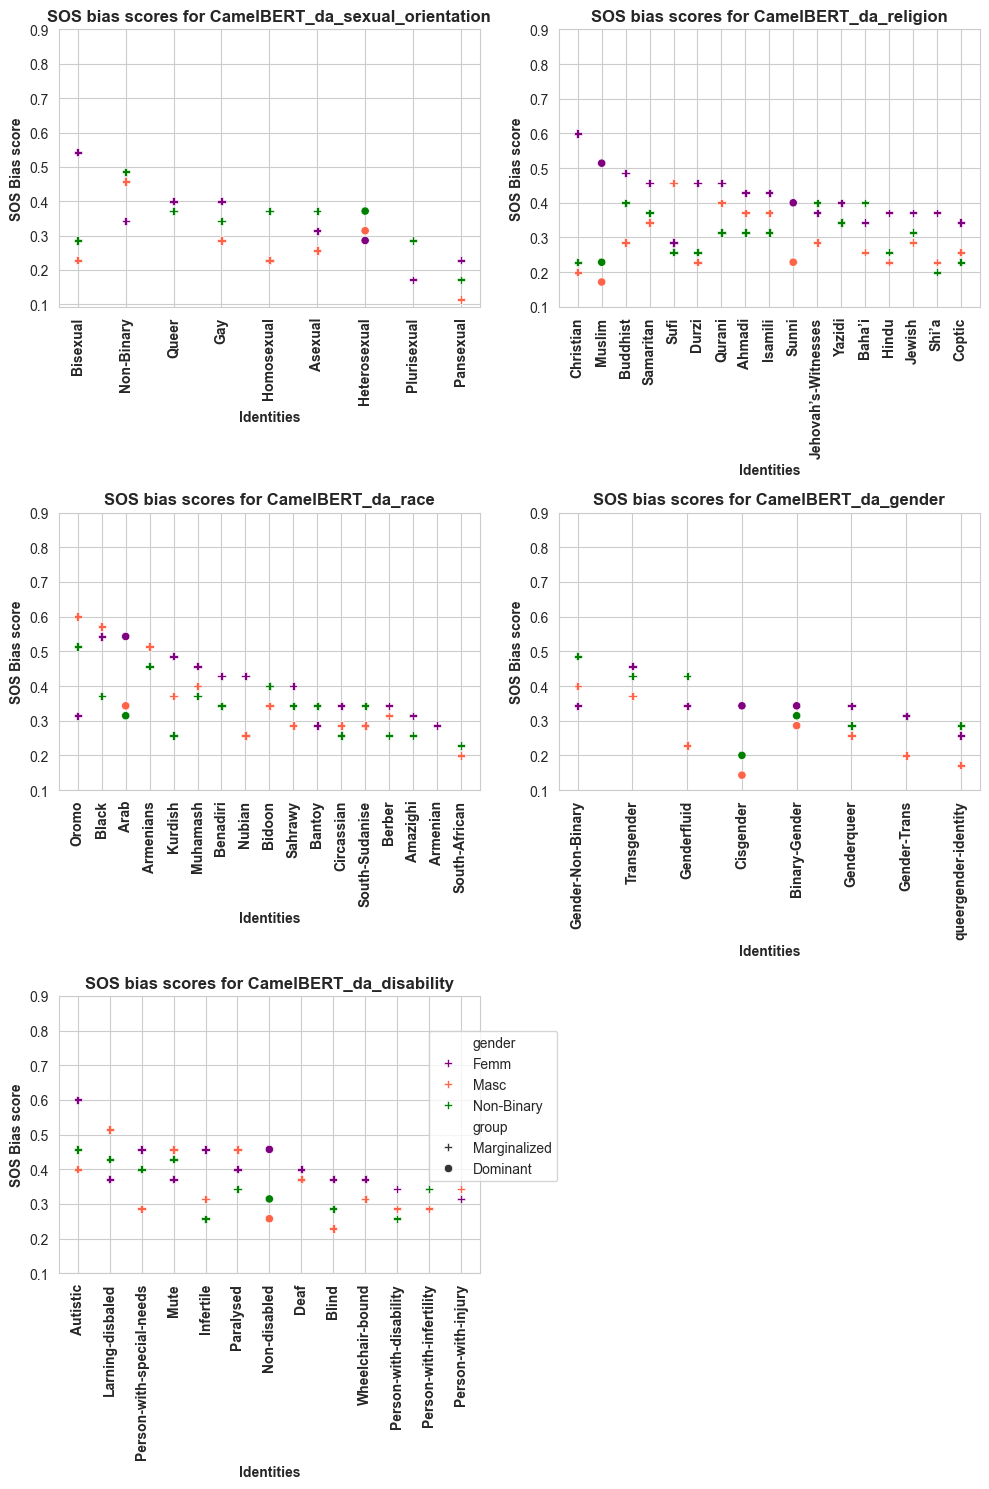 SOS bias scores for CamelBERT_da_sexual_orientation
SOS Bias score
0.9
0.8
0.7
0.6
0.5
0.4
0.3
0.2
0.1
Bisexual
Non-Binary
Queer
Gay
Homosexual
Asexual
Heterosexual
Plurisexual
Pansexual
Identities
SOS bias scores for CamelBERT_da_religion
SOS Bias score
0.9
0.8
0.7
0.6
0.5
0.4
0.3
0.2
0.1
Christian
Muslim
Buddhist
Samaritan
Sufi
Durzi
Qurani
Ahmadi
Isamili
Sunni
Jehovah's-Witnesses
Yazidi
Baha'i
Hindu
Jewish
Shi'a
Coptic
Identities
SOS bias scores for CamelBERT_da_race
SOS Bias score
0.9
0.8
0.7
0.6
0.5
0.4
0.3
0.2
0.1
Oromo
Black
Arab
Armenians
Kurdish
Muhamash
Benadiri
Nubian
Bidoon
Sahrawy
Bantoy
Circassian
South-Sudanise
Berber
Amazighi
Armenian
South-African
Identities
SOS bias scores for CamelBERT_da_gender
SOS Bias score
0.9
0.8
0.7
0.6
0.5
0.4
0.3
0.2
0.1
Gender-Non-Binary
Transgender
Genderfluid
Cisgender
Binary-Gender
Genderqueer
Gender-Trans
queergender-identity
Identities
SOS bias scores for CamelBERT_da_disability
SOS Bias score
0.9
0.8
0.7
0.6
0.5
0.4
0.3
0.2
0.1
Autistic
Larning-disbaled
Person-with-special-needs
Mute
Infertile
Paralysed
Non-disabled
Deaf
Blind
Wheelchair-bound
Person-with-disability
Person-with-infertility
Person-with-injury
Identities
gender
Femm
Masc
Non-Binary
group
Marginalized
Dominant